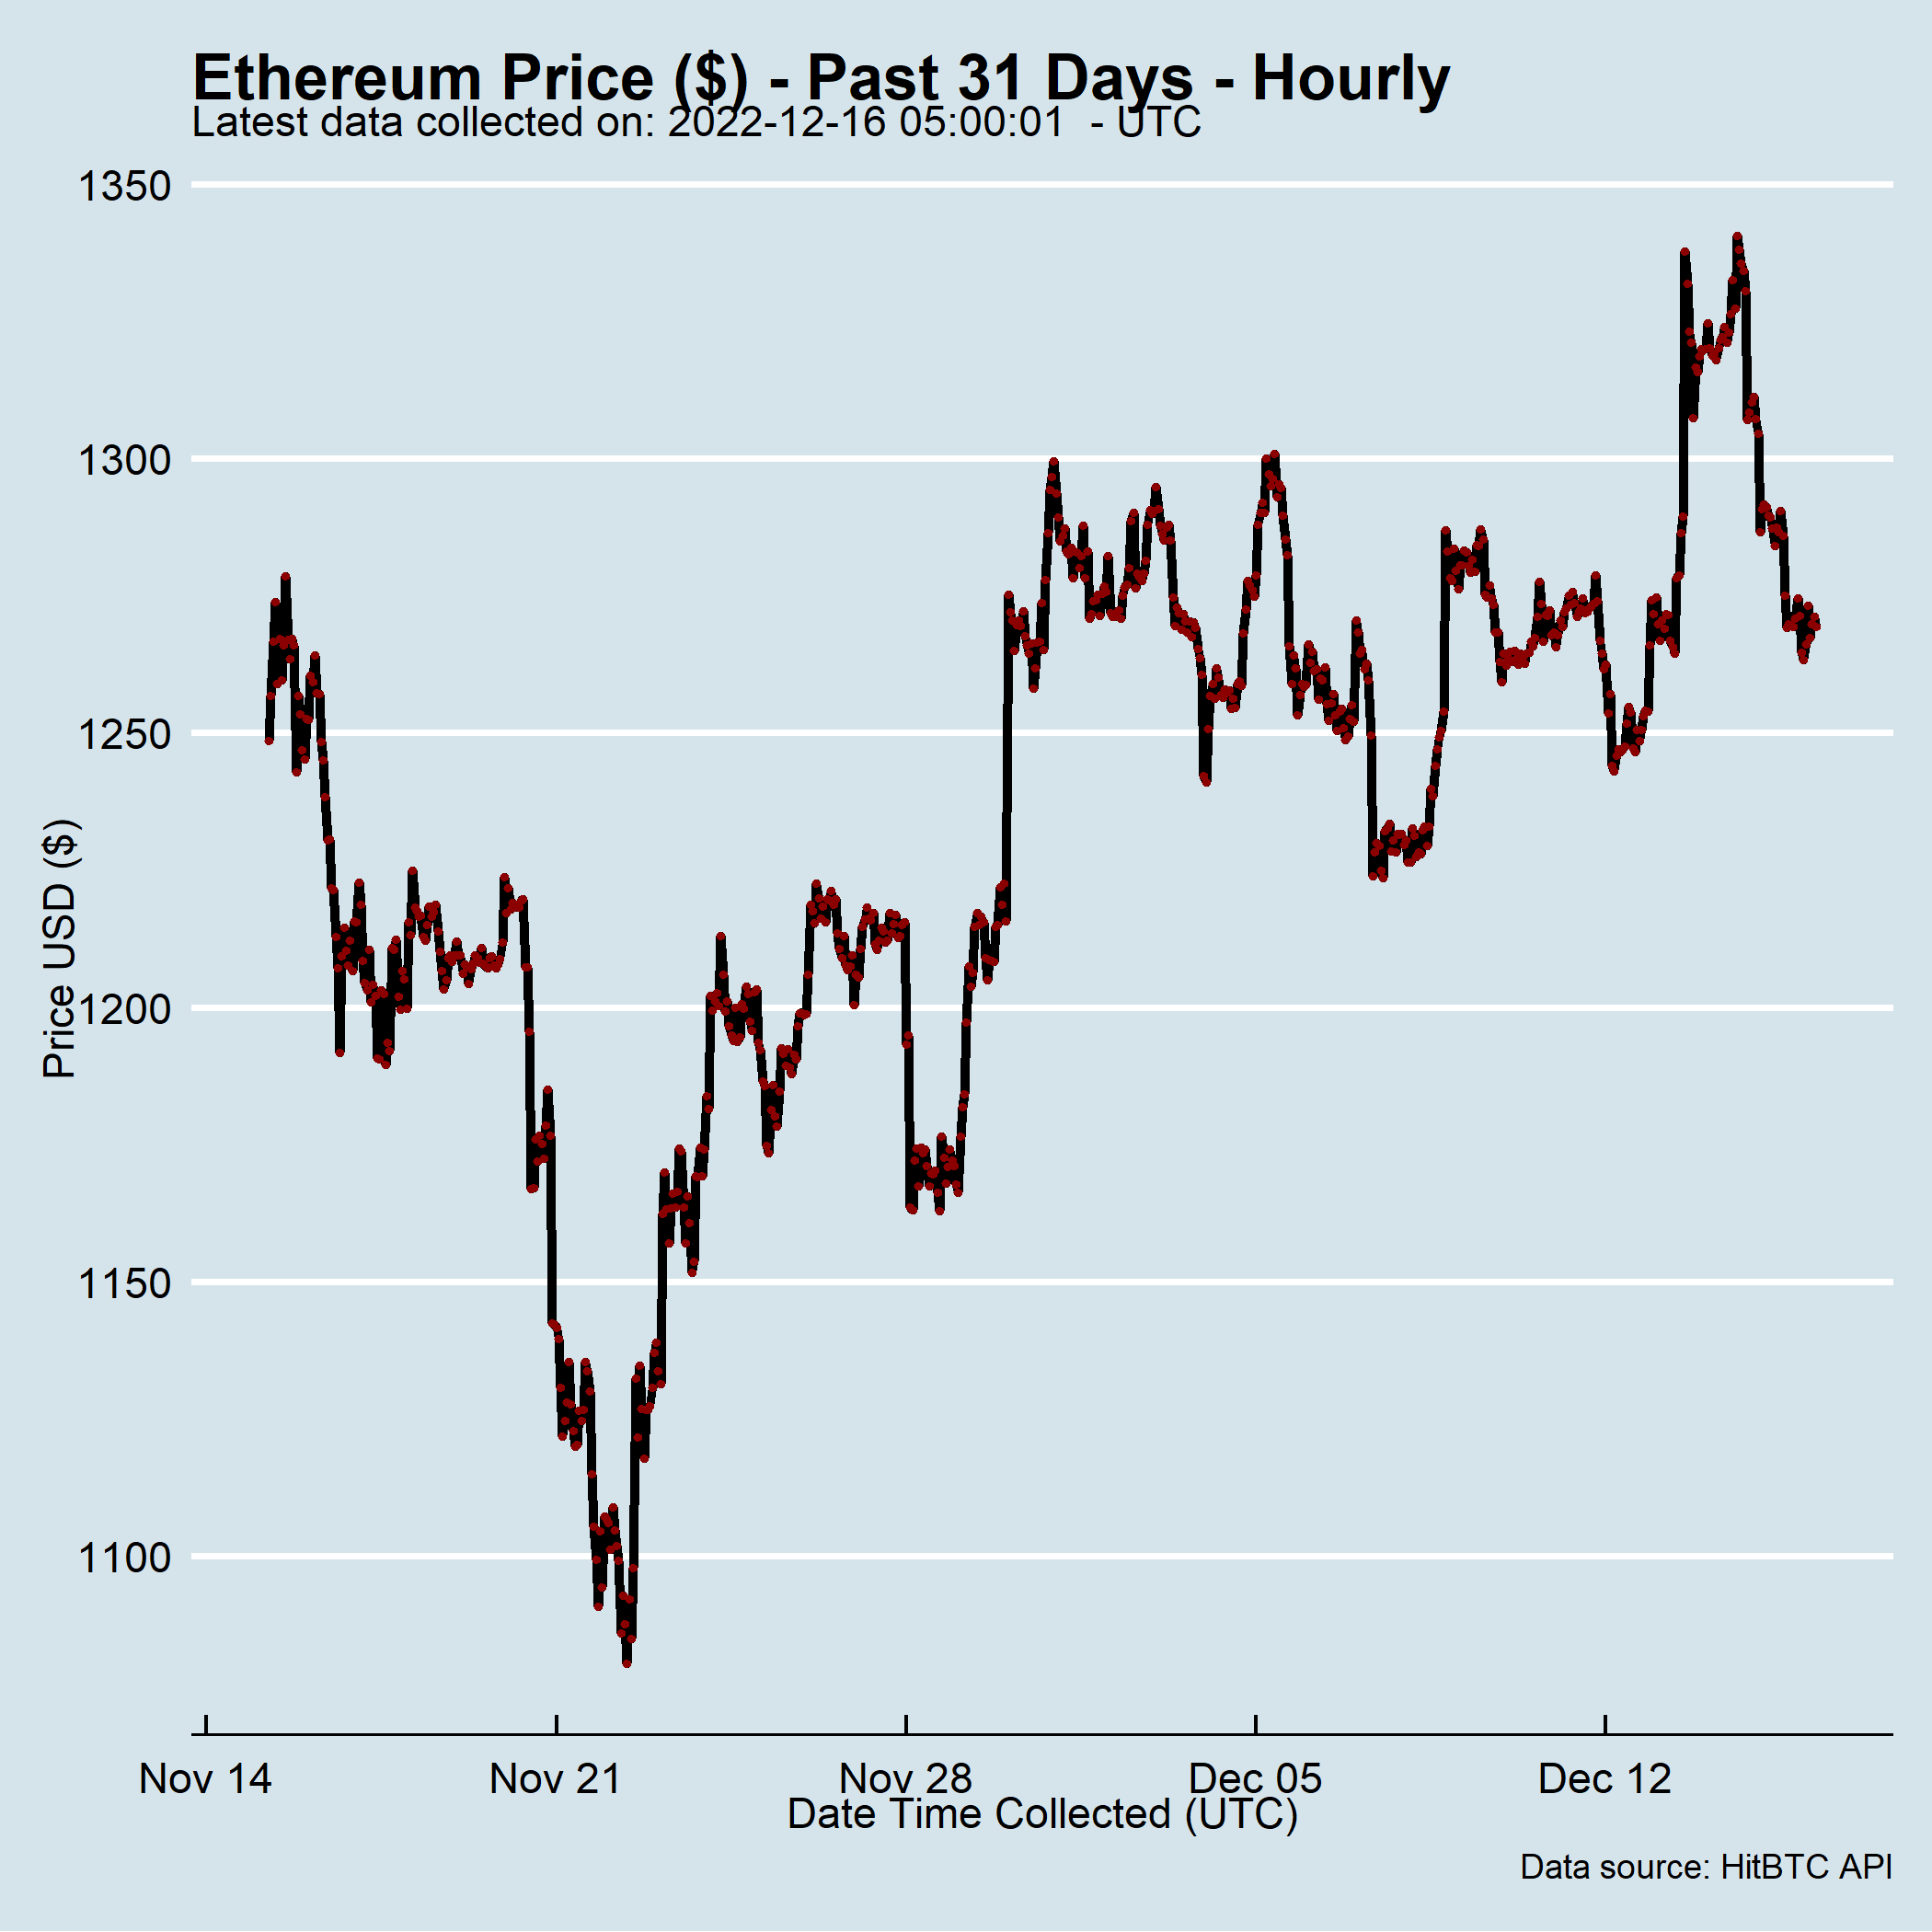 Ethereum Price ($) - Past 31 Days - Hourly
Latest data collected on: 2022-12-16 05:00:01  - UTC
1350
1300
1250
1200
1150
1100
Price USD ($)
Nov 14
Nov 21
Nov 28
Dec 05
Dec 12
Date Time Collected (UTC)
Data source: HitBTC API